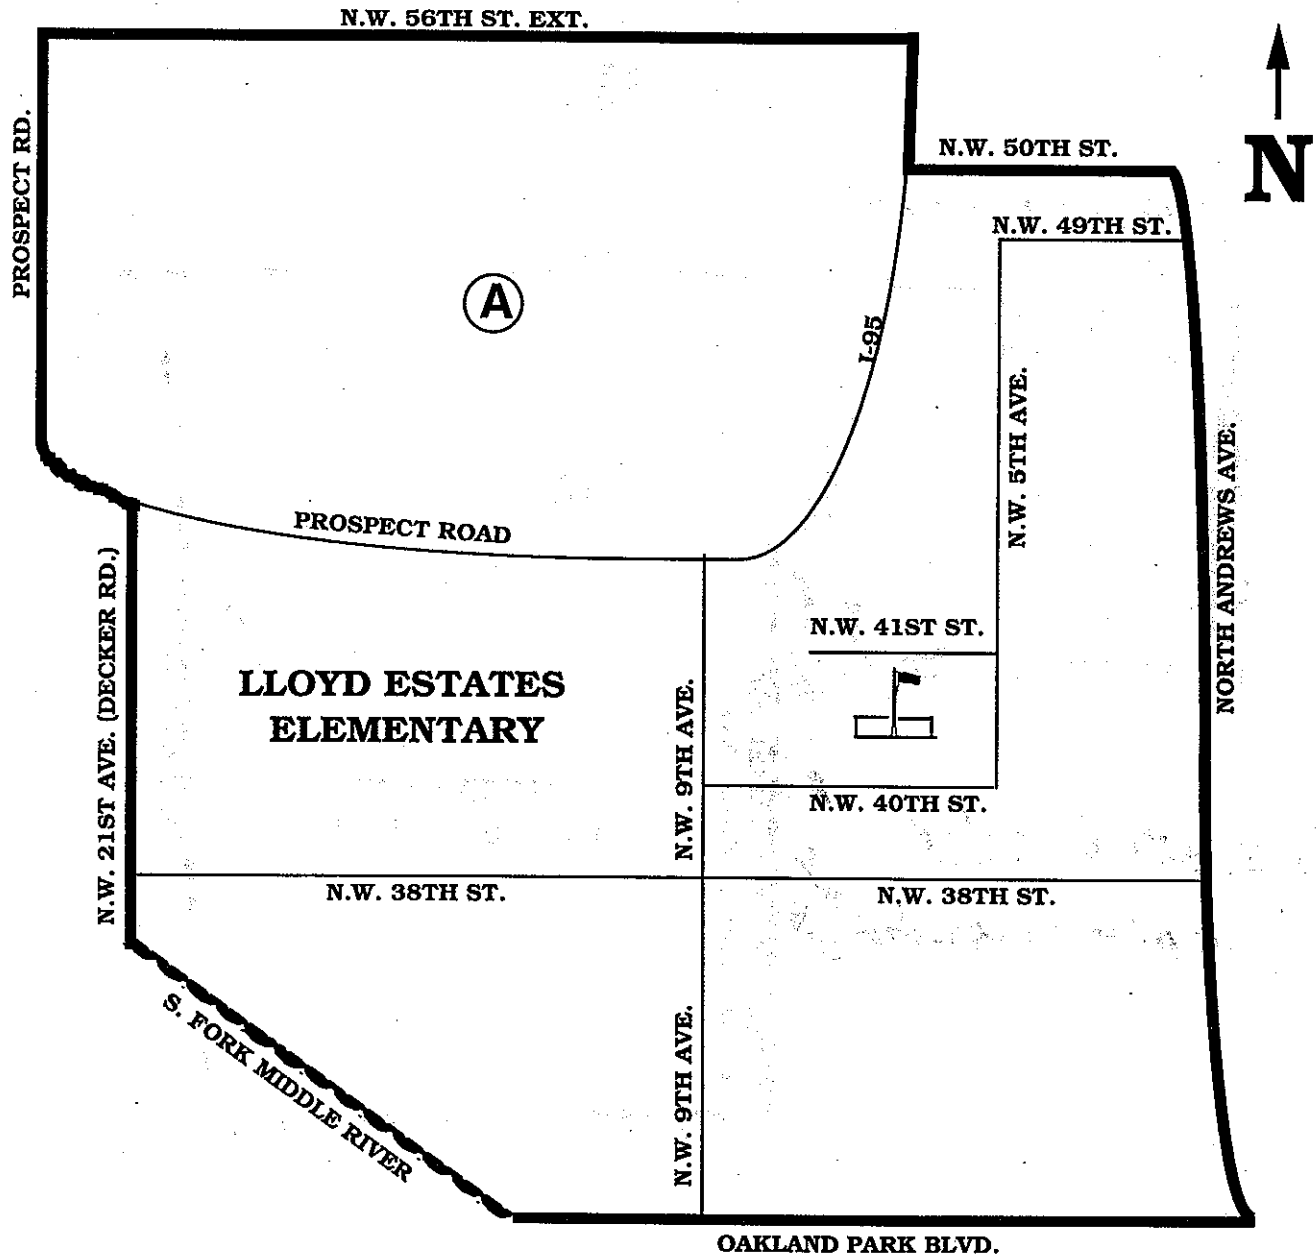 N.W. 56TH ST. EXT.
PROSPECT RD.
N.W. 50TH ST.
N
N.W. 49TH ST.
A
I-95
N.W. 5TH AVE.
NORTH ANDREWS AVE.
PROSPECT ROAD
N.W. 21ST AVE. (DECKER RD.)
N.W. 41ST ST.
LLOYD ESTATES
ELEMENTARY
N.W. 9TH AVE.
N.W. 40TH ST.
N.W. 38TH ST.
N.W. 38TH ST.
S. FORK MIDDLE RIVER
N.W. 9TH AVE.
OAKLAND PARK BLVD.